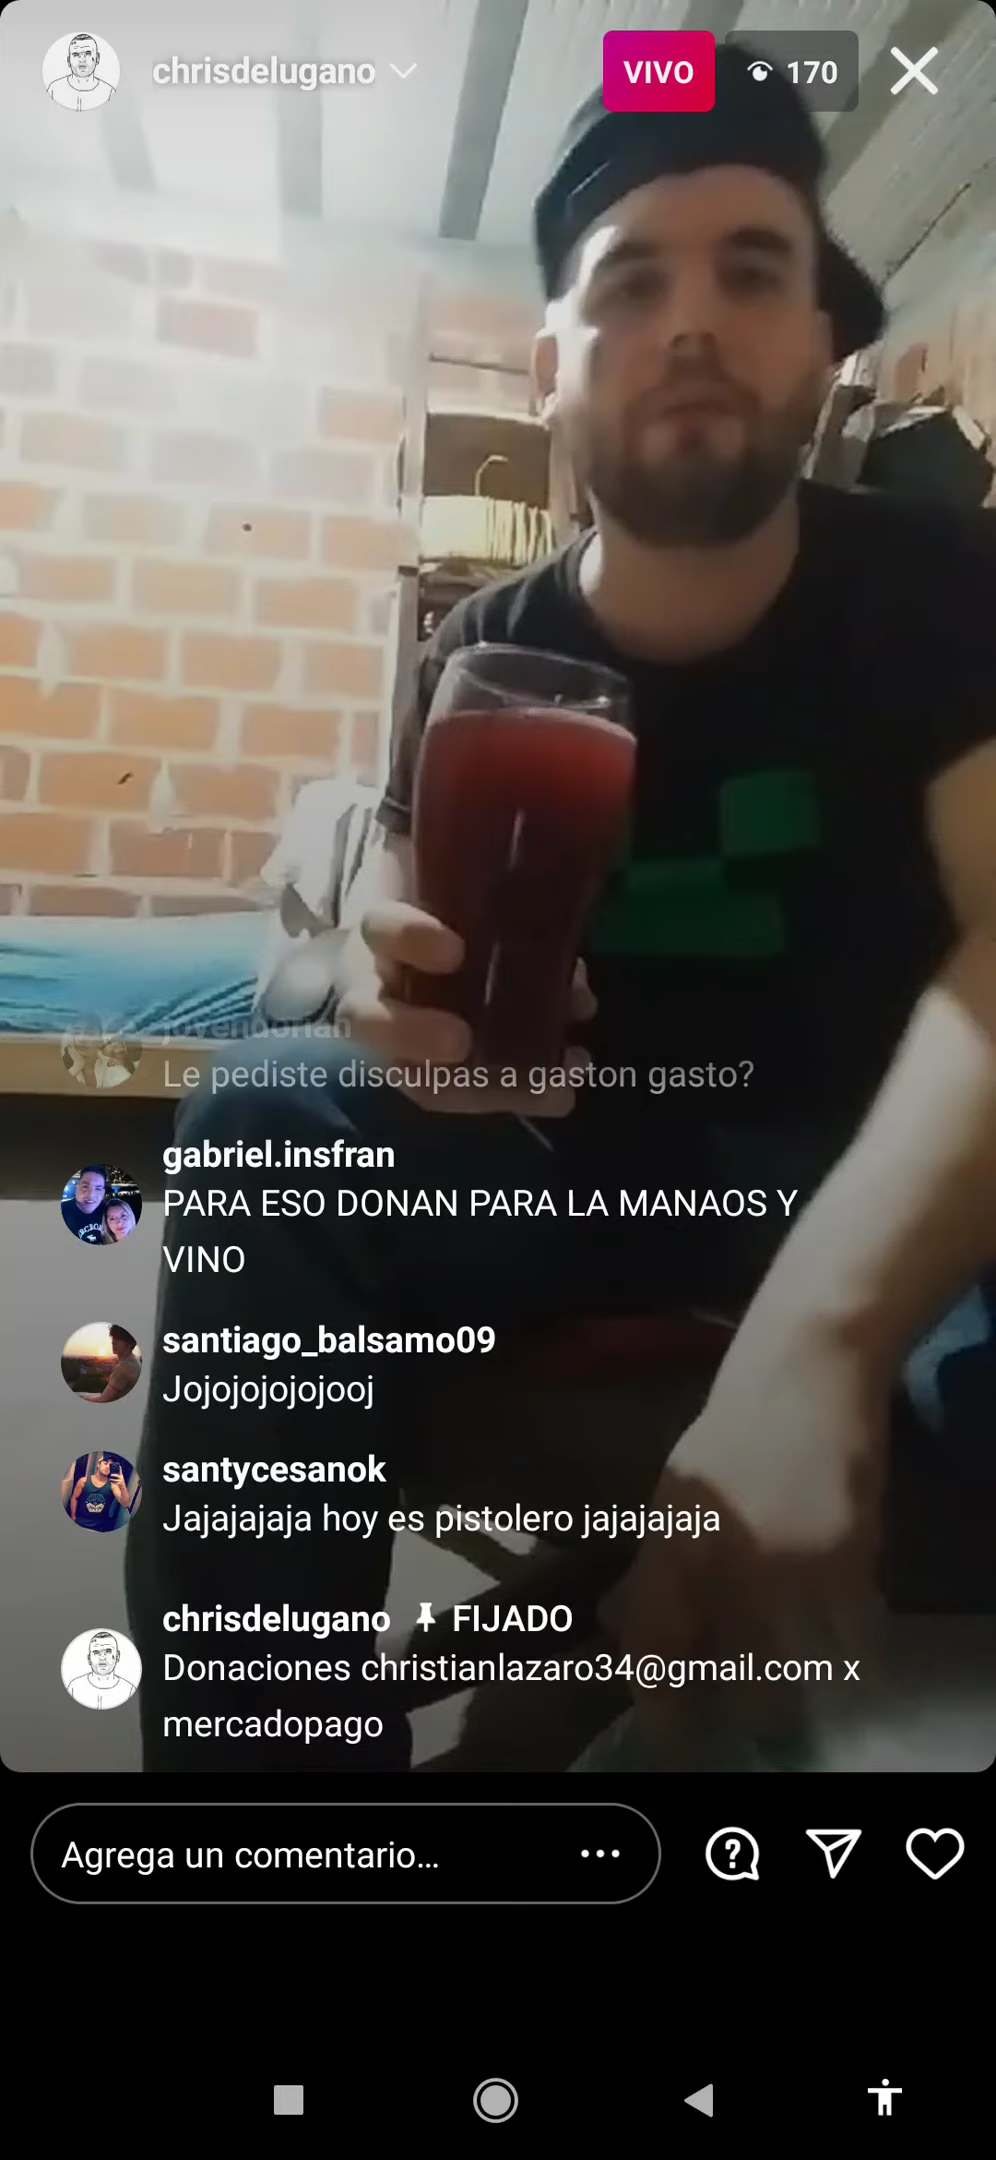 chrisdelugano
VIVO
170
jovendorian
Le pediste disculpas a gaston gasto?
gabriel.insfran
PARA ESO DONAN PARA LA MANAOS Y
VINO
santiago_balsamo09
Jojojojojojooj
santycesanok
Jajajajaja hoy es pistolero jajajajaja
chrisdelugano FIJADO
Donaciones christianlazaro34@gmail.com x
mercadopago
Agrega un comentario...